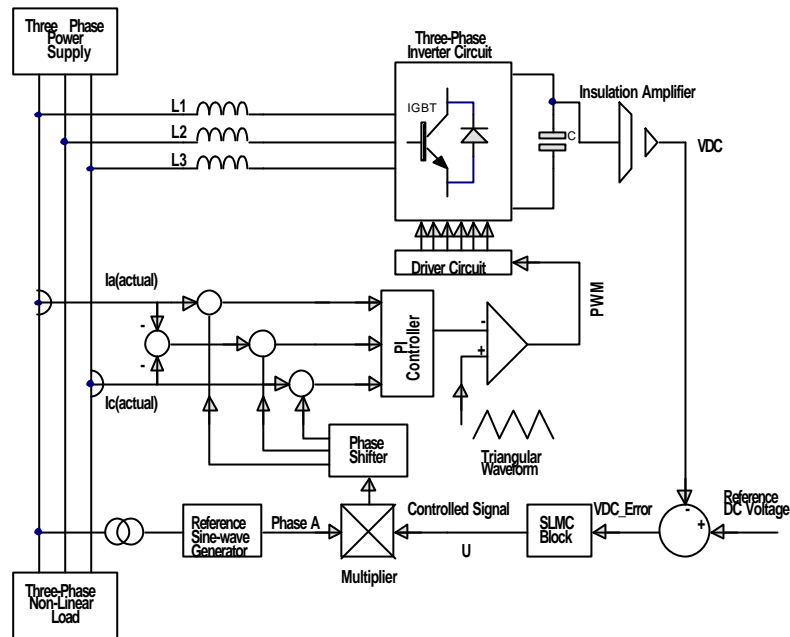 Three Phase
Power
Supply
Three-Phase
Inverter Circuit
Insulation Amplifier
L1
IGBT
L2
C
VDC
L3
Driver Circuit
Ia(actual)
PWM
-
-
PI
Controller
-
+
Ic(actual)
Phase
Shifter
Triangular
Waveform
Reference
DC Voltage
Controlled Signal
VDC_Error
-
+
Reference
Sine-wave
Generator
Phase A
SLMC
Block
U
Multiplier
Three-Phase
Non-Linear
Load